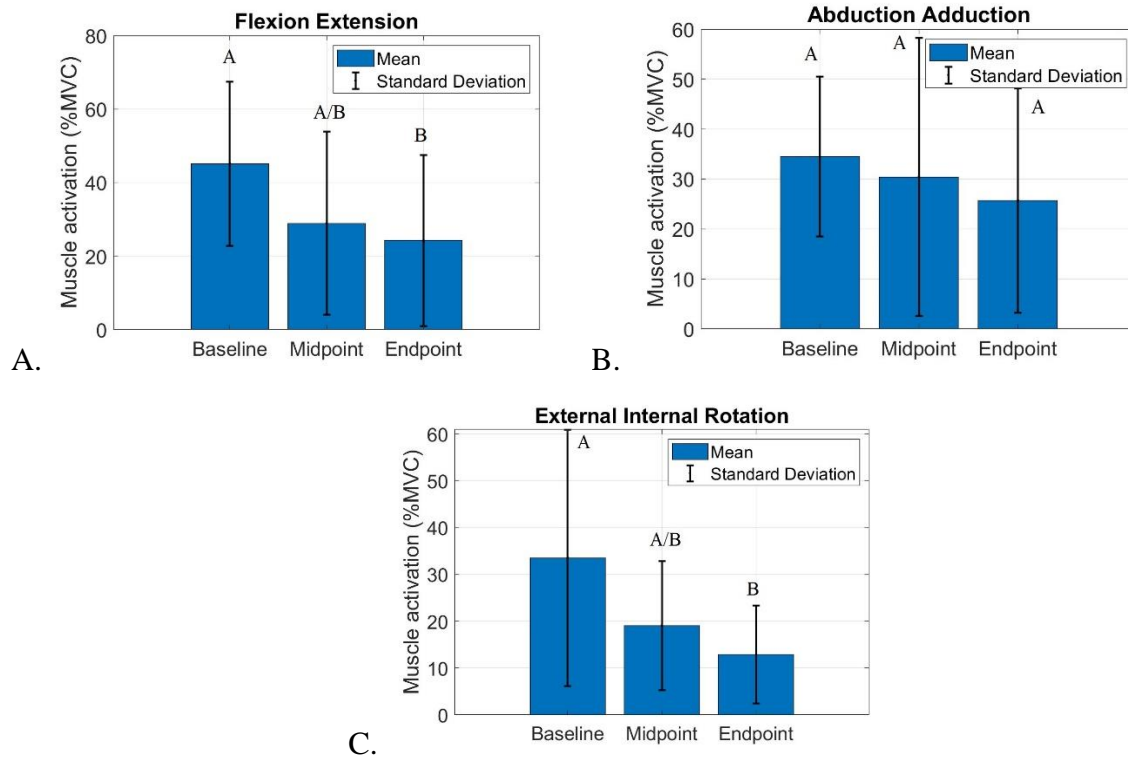 Flexion Extension
Muscle activation (%MVC)
80
60
40
20
0
A
A/B
B
Mean
Standard Deviation
Baseline Midpoint Endpoint
A.
Abduction Adduction
Muscle activation (%MVC)
60
50
40
30
20
10
0
A
A
A
Mean
Standard Deviation
Baseline Midpoint Endpoint
B.
External Internal Rotation
Muscle activation (%MVC)
60
50
40
30
20
10
0
A
A/B
B
Mean
Standard Deviation
Baseline Midpoint Endpoint
C.